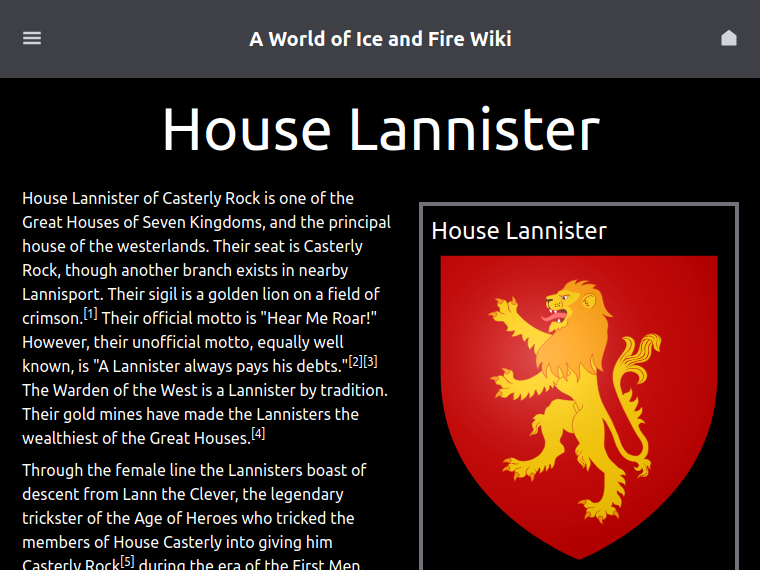 A World of Ice and Fire Wiki
House Lannister
House Lannister of Casterly Rock is one of the
Great Houses of Seven Kingdoms, and the principal
house of the westerlands. Their seat is Casterly
Rock, though another branch exists in nearby
Lannisport. Their sigil is a golden lion on a field of
crimson.[1] Their official motto is "Hear Me Roar!"
However, their unofficial motto, equally well
known, is "A Lannister always pays his debts."[2][3]
The Warden of the West is a Lannister by tradition.
Their gold mines have made the Lannisters the
wealthiest of the Great Houses.[4]
Through the female line the Lannisters boast of
descent from Lann the Clever, the legendary
trickster of the Age of Heroes who tricked the
members of House Casterly into giving him
Casterly Rock[5] during the era of the First Men.
House Lannister